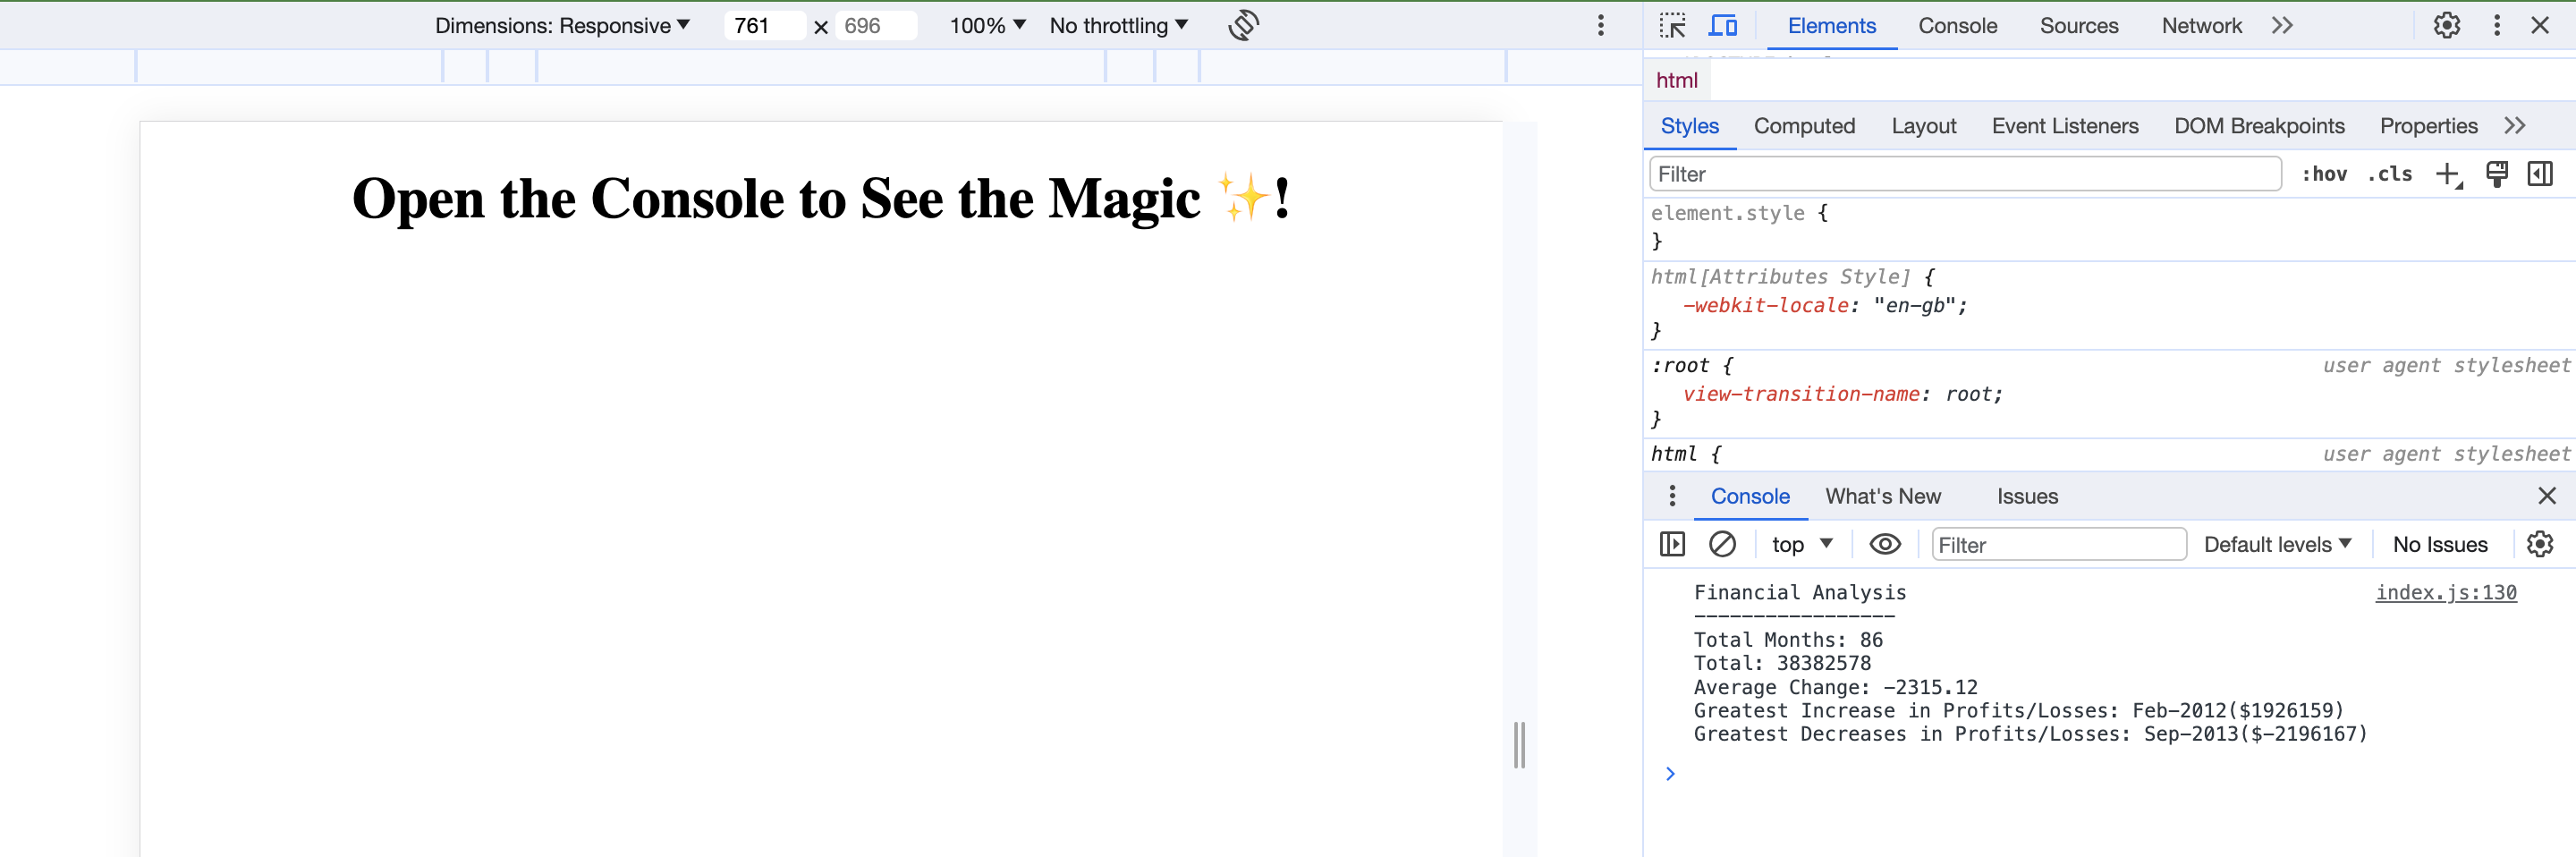 Dimensions: Responsive ▼ 761 × 696 100% ▼ No throttling ▼
Elements Console Sources Network >>
html
Styles Computed Layout Event Listeners DOM Breakpoints Properties >>
Filter :hov .cls
element.style {
}
html[Attributes Style] {
-webkit-locale: "en-gb";
}
:root { user agent stylesheet
view-transition-name: root;
}
html { user agent stylesheet
Console What's New Issues
top ▼ Filter Default levels ▼ No Issues
Open the Console to See the Magic ✨!
Financial Analysis index.js:130
-----------------
Total Months: 86
Total: 38382578
Average Change: -2315.12
Greatest Increase in Profits/Losses: Feb-2012($1926159)
Greatest Decreases in Profits/Losses: Sep-2013($-2196167)
>